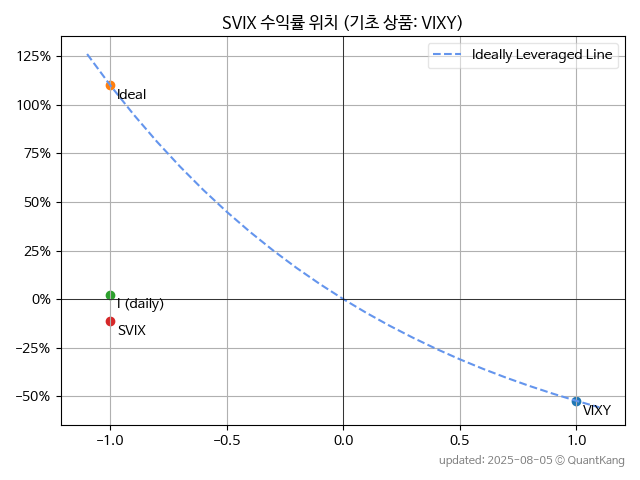 SVIX 수익률 위치 (기초 상품: VIXY)
Ideally Leveraged Line
125%
100%
75%
50%
25%
0%
−25%
−50%
Ideal
I (daily)
SVIX
VIXY
−1.0
−0.5
0.0
0.5
1.0
updated: 2025-08-05 © QuantKang